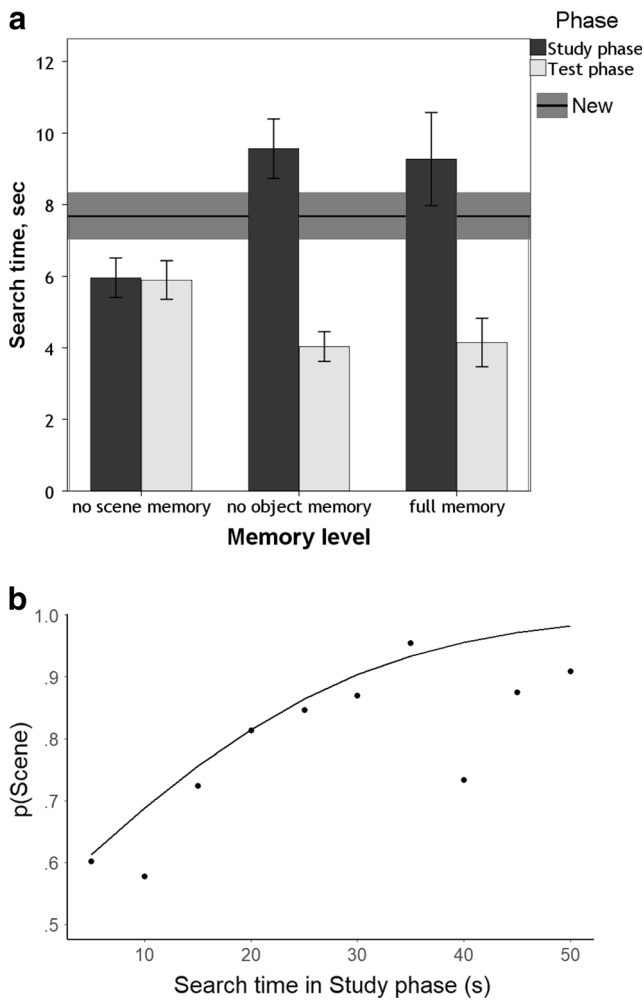 a
Phase
Study phase
Test phase
New
12
10
8
6
4
2
0
Search time, sec
no scene memory no object memory full memory
Memory level
b
1.0
.9
.8
.7
.6
.5
p(Scene)
10 20 30 40 50
Search time in Study phase (s)